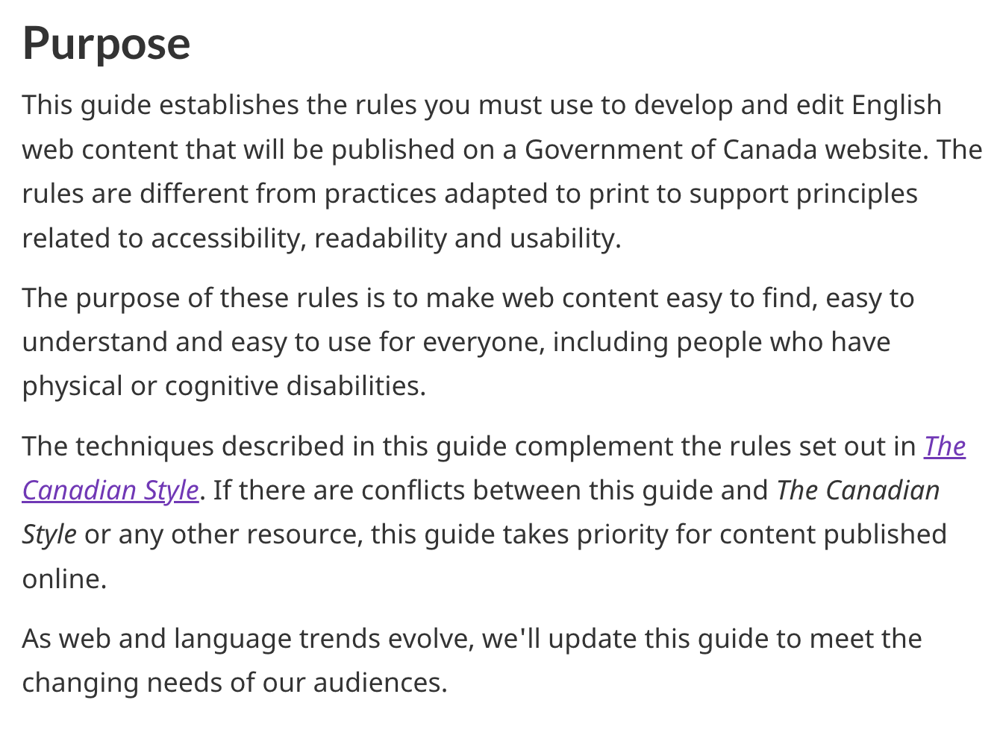 Purpose
This guide establishes the rules you must use to develop and edit English
web content that will be published on a Government of Canada website. The
rules are different from practices adapted to print to support principles
related to accessibility, readability and usability.
The purpose of these rules is to make web content easy to find, easy to
understand and easy to use for everyone, including people who have
physical or cognitive disabilities.
The techniques described in this guide complement the rules set out in The
Canadian Style. If there are conflicts between this guide and The Canadian
Style or any other resource, this guide takes priority for content published
online.
As web and language trends evolve, we'll update this guide to meet the
changing needs of our audiences.